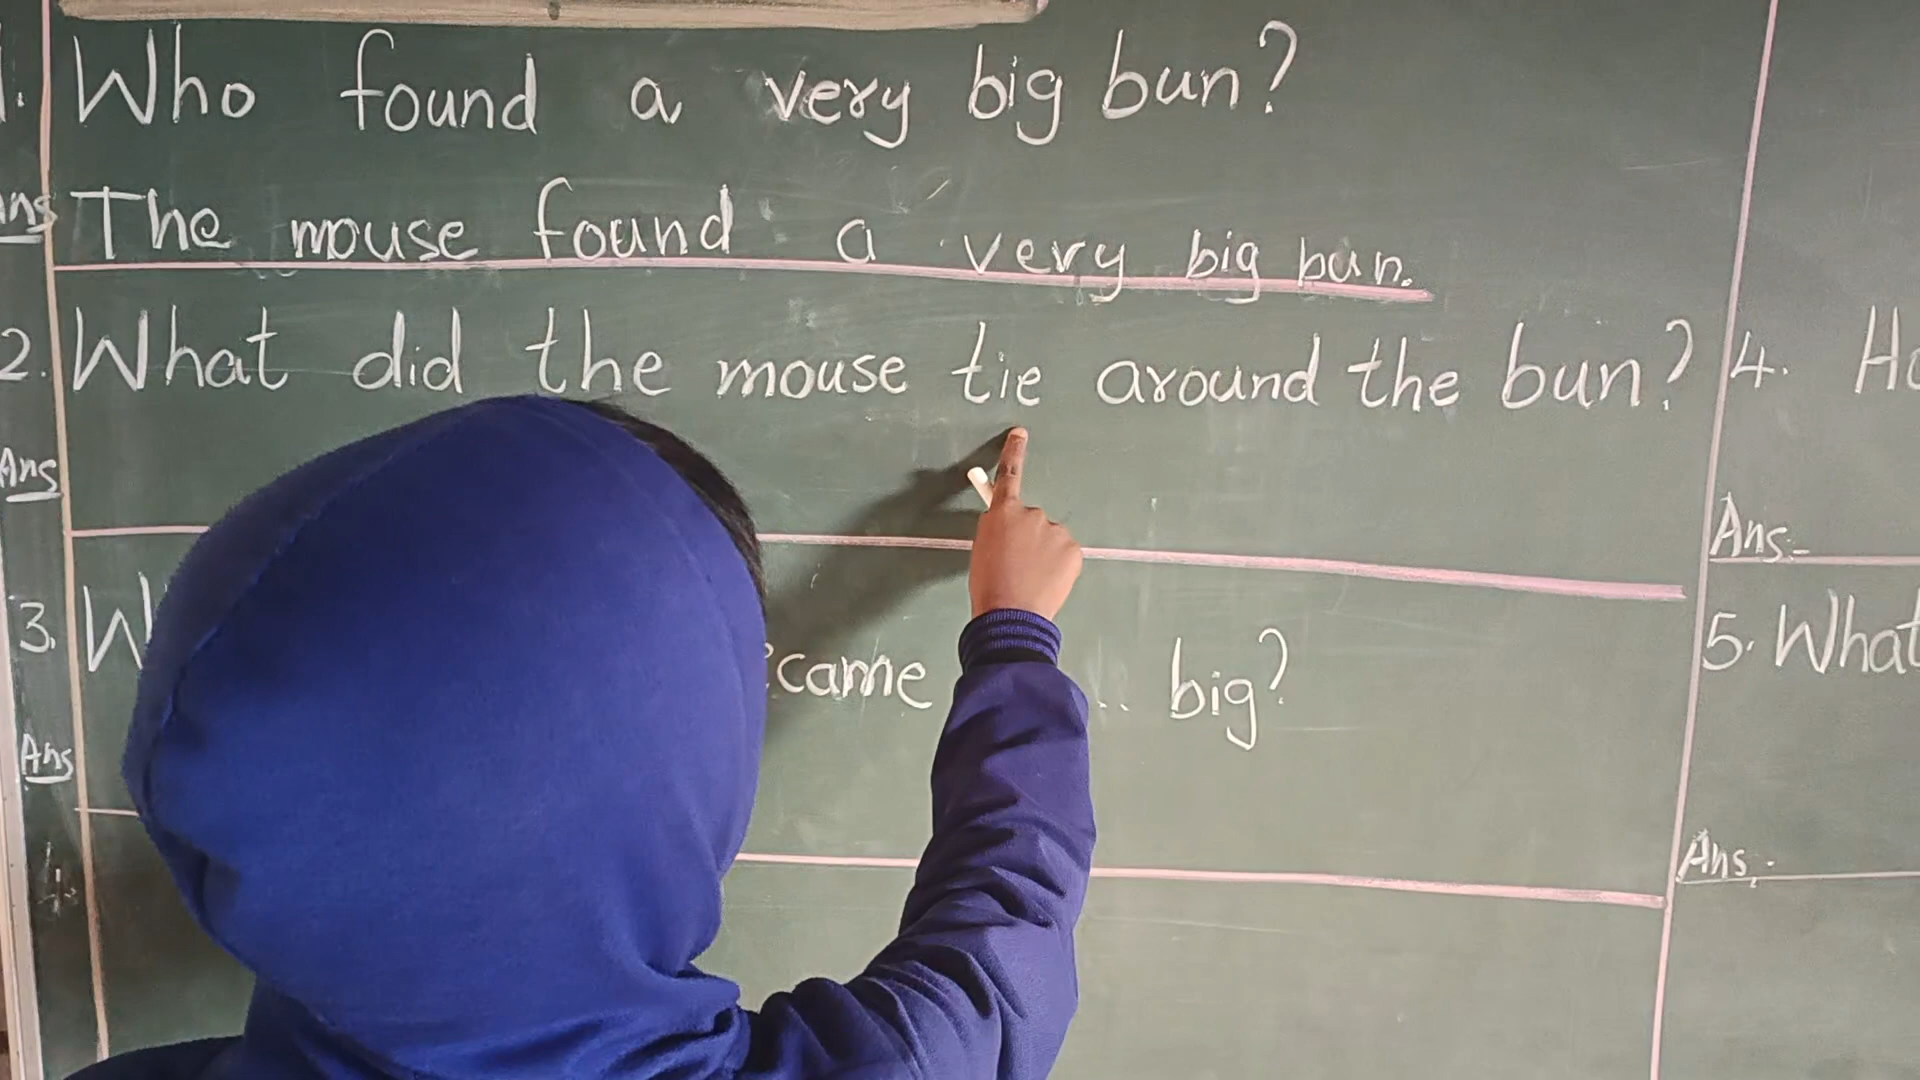 1. Who found a very big bun?
Ans The mouse found a very big bun.
2. What did the mouse tie around the bun?
Ans
3. came big?
Ans
4.
Ans.-
5. What
Ans.-